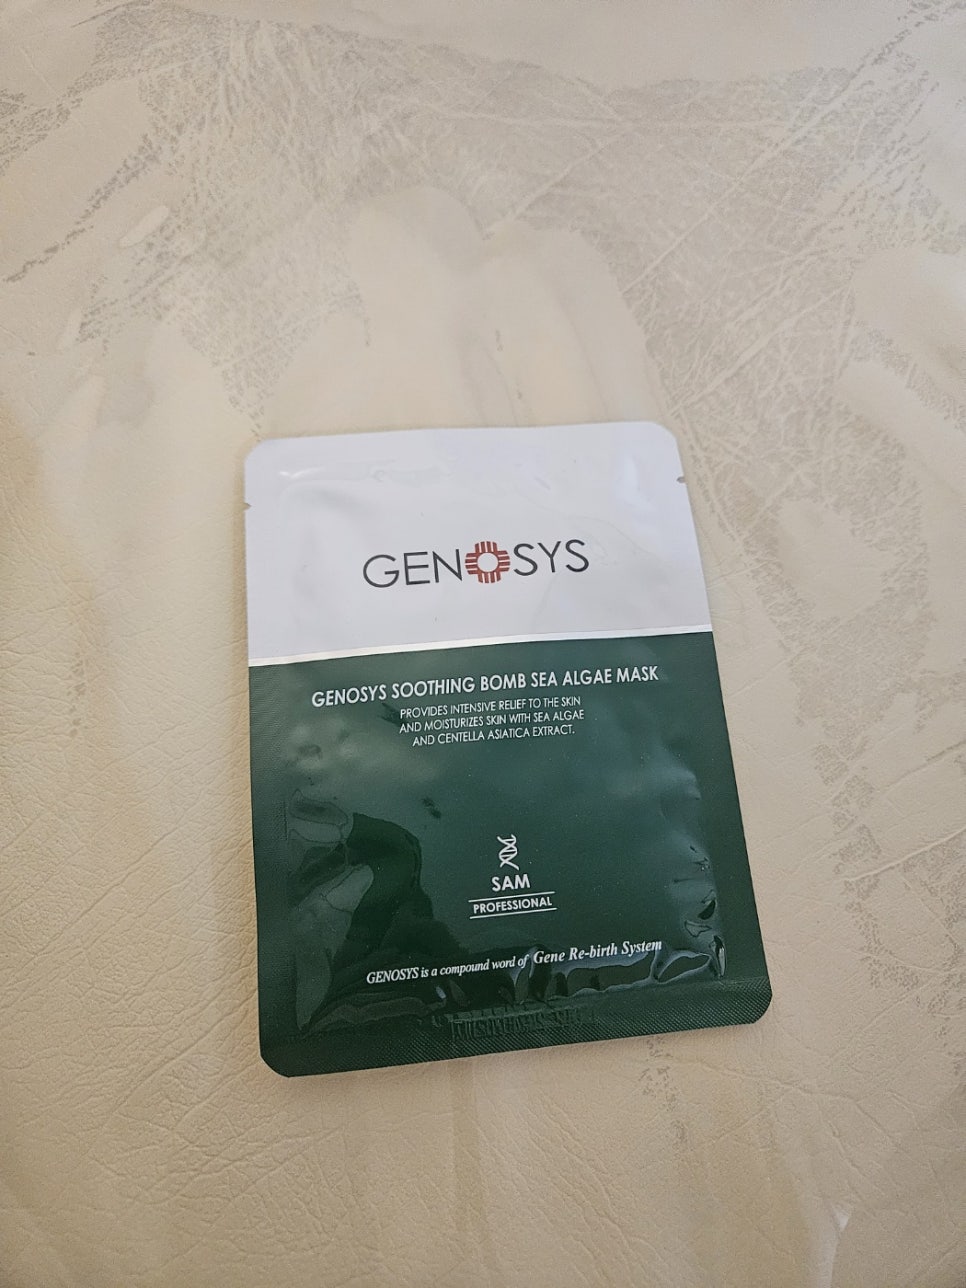 GENOSYS
GENOSYS SOOTHING BOMB SEA ALGAE MASK
PROVIDES INTENSIVE RELIEF TO THE SKIN
AND MOISTURIZES SKIN WITH SEA ALGAE
AND CENTELLA ASIATICA EXTRACT.
SAM
PROFESSIONAL
GENOSYS is a compound word of Gene Re-birth System